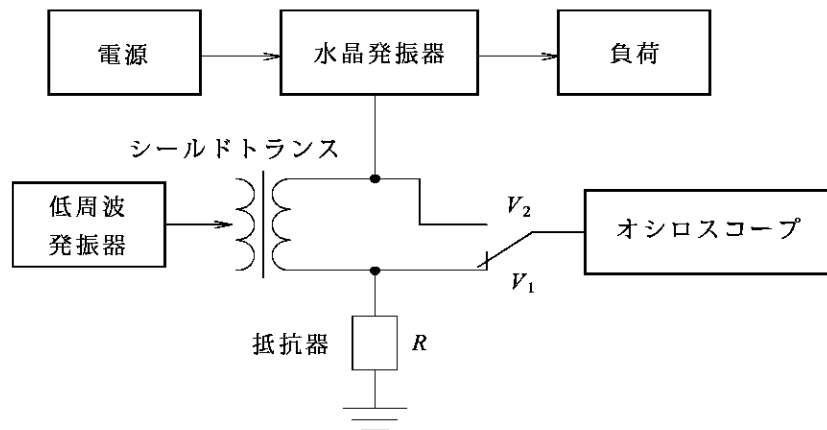 電源
水晶発振器
負荷
シールドトランス
低周波
発振器
V2
オシロスコープ
V1
抵抗器
R